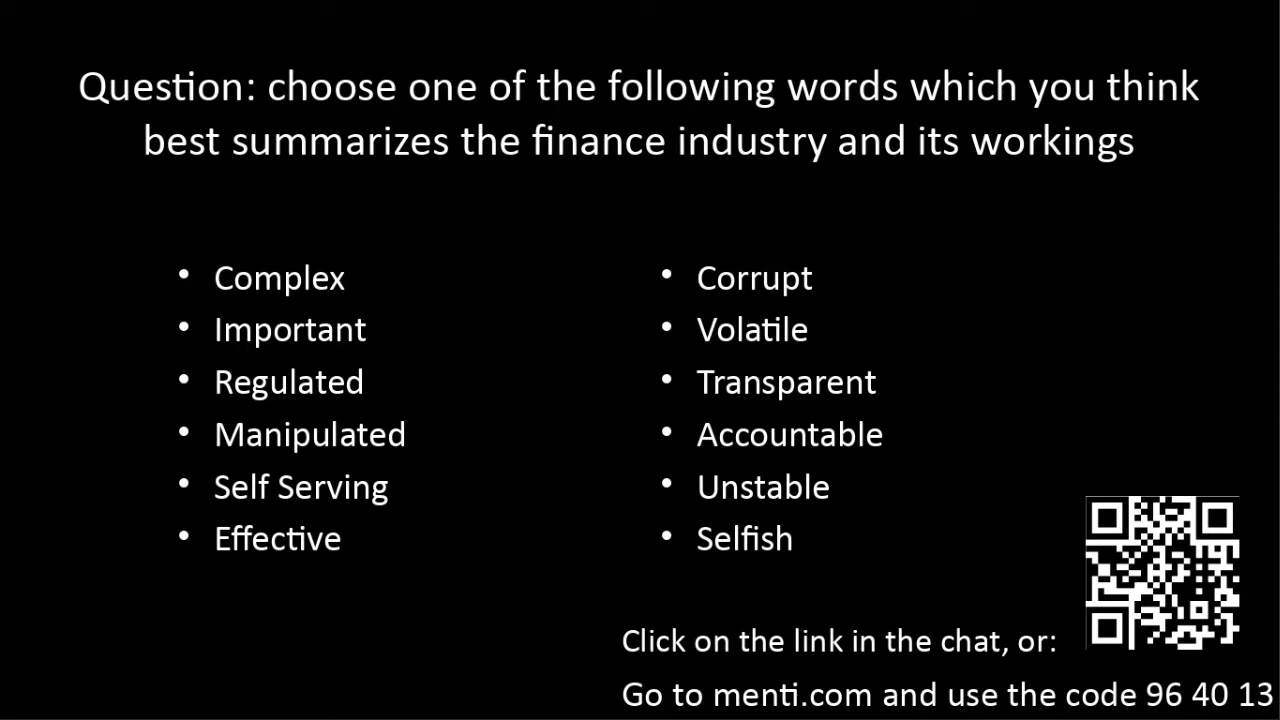 Question: choose one of the following words which you think
best summarizes the finance industry and its workings
• Complex
• Important
• Regulated
• Manipulated
• Self Serving
• Effective
• Corrupt
• Volatile
• Transparent
• Accountable
• Unstable
• Selfish
Click on the link in the chat, or:
Go to menti.com and use the code 96 40 13